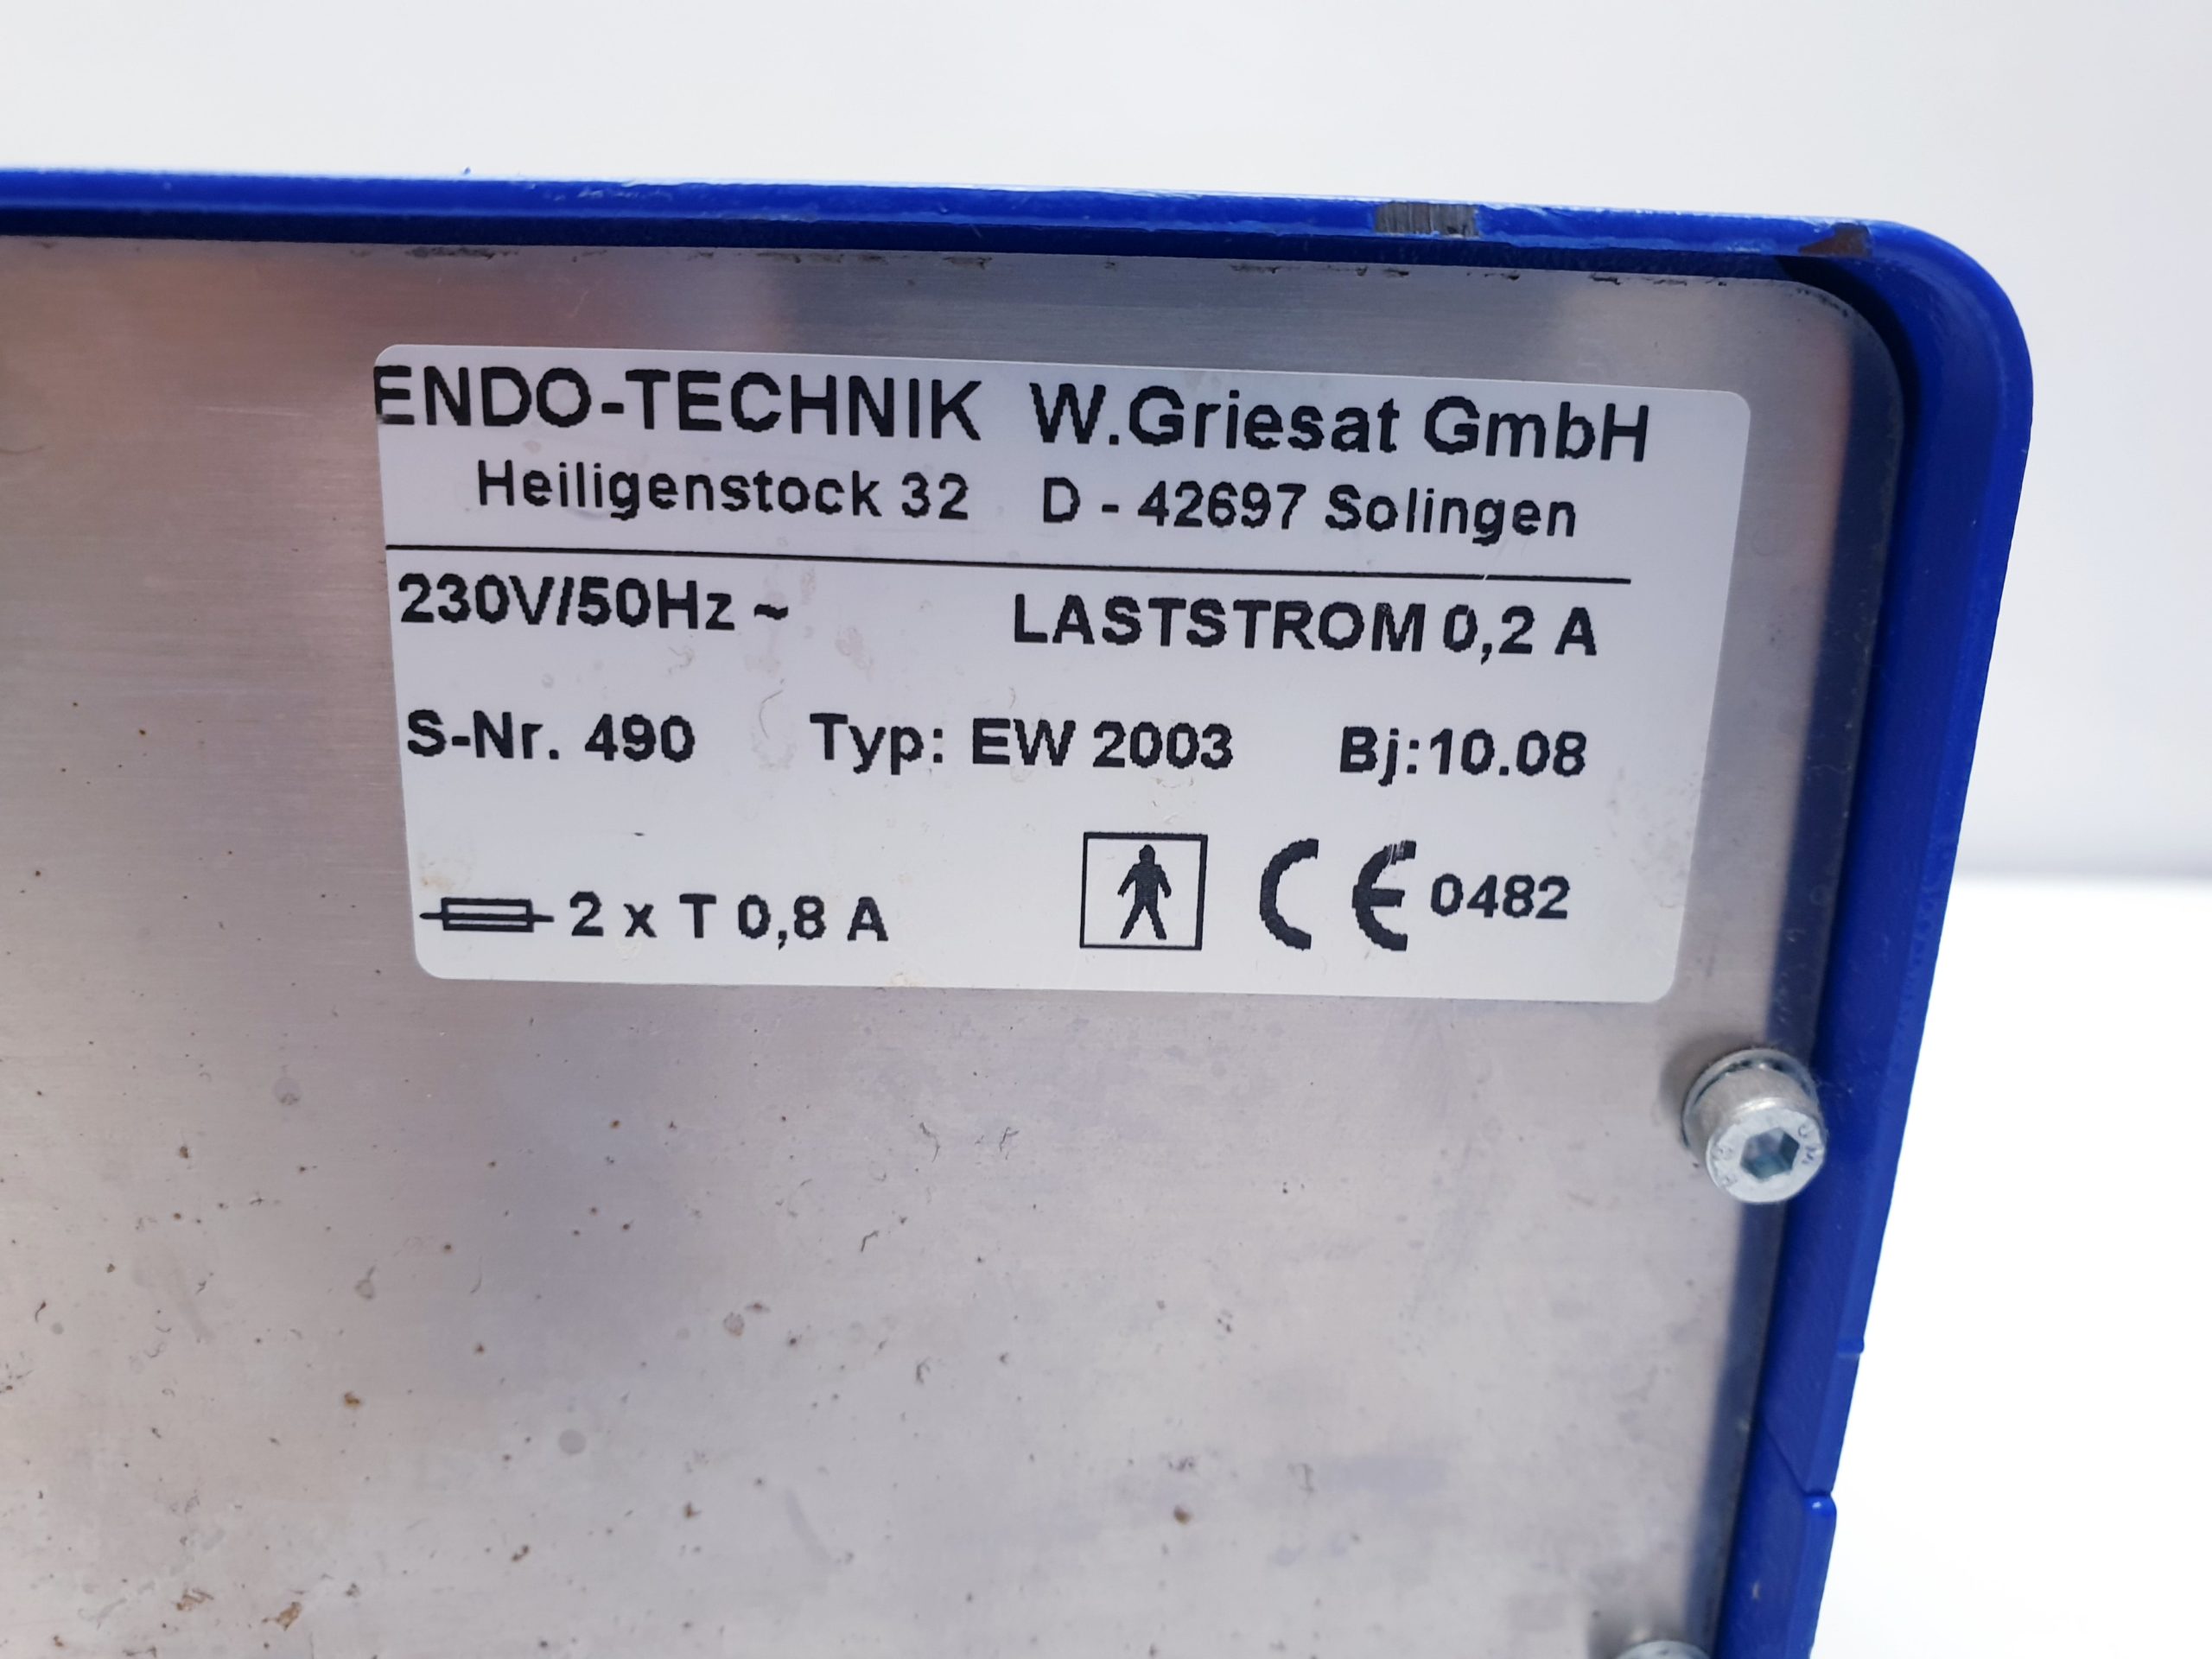 ENDO-TECHNIK W.Griesat GmbH
Heiligenstock 32 D - 42697 Solingen
230V/50Hz ~ LASTSTROM 0,2 A
S-Nr. 490 Typ: EW 2003 Bj:10.08
2 x T 0,8 A CE 0482